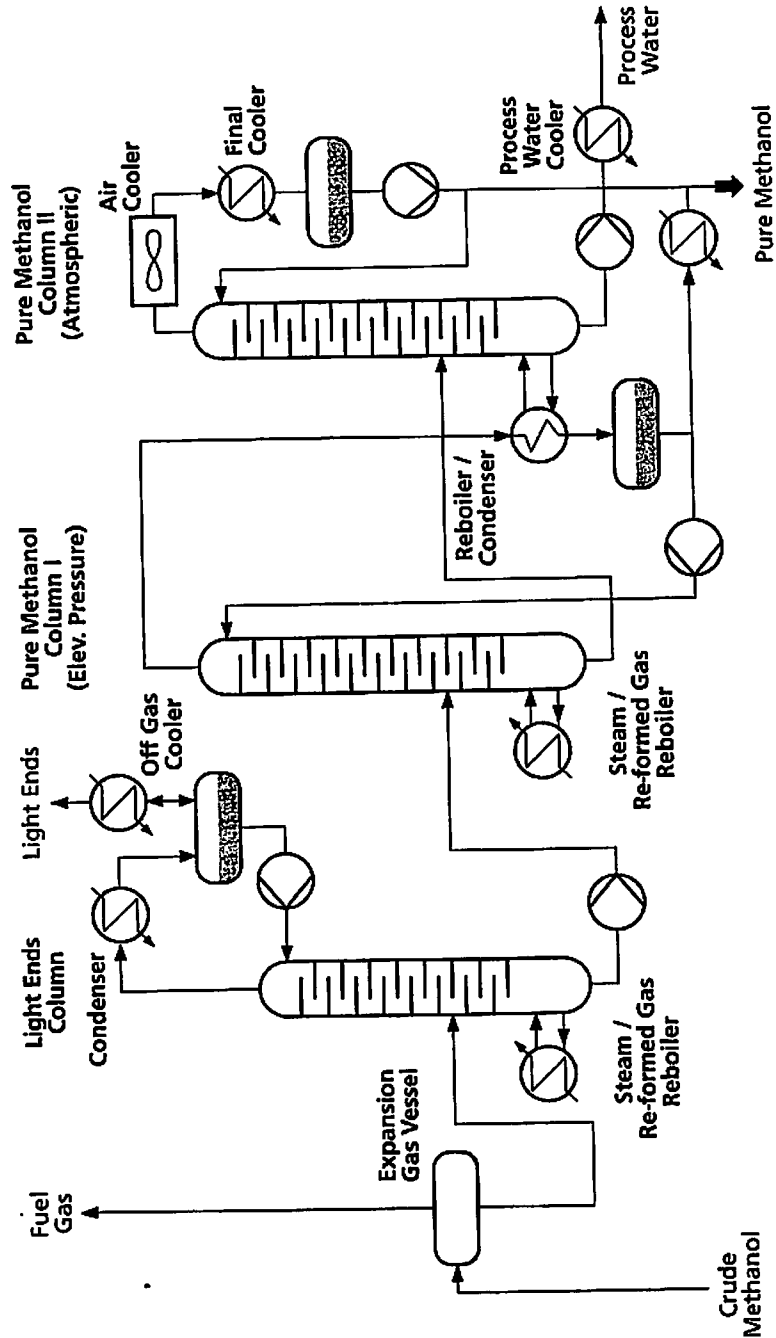 Fuel
Gas
Crude
Methanol
Expansion
Gas Vessel
Light Ends
Column
Condenser
Light Ends
Off Gas
Cooler
Steam /
Re-formed Gas
Reboiler
Pure Methanol
Column I
(Elev. Pressure)
Steam /
Re-formed Gas
Reboiler
Reboiler /
Condenser
Pure Methanol
Column II
(Atmospheric)
Air
Cooler
Final
Cooler
Process
Water
Cooler
Process
Water
Pure Methanol